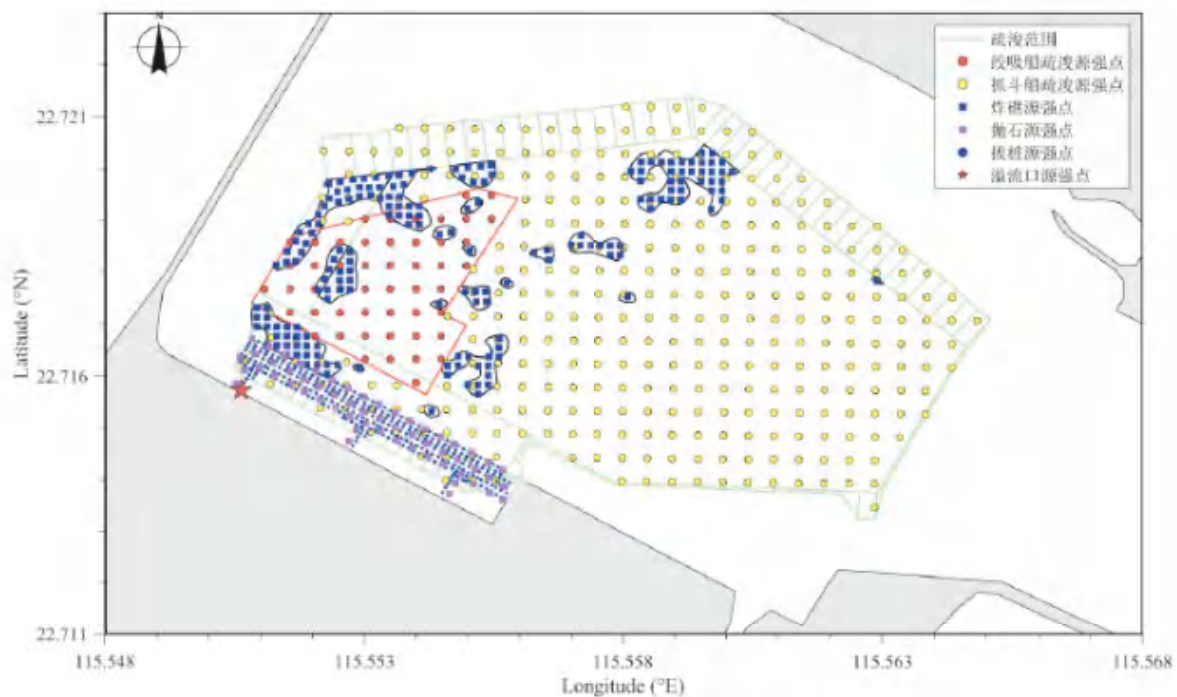 N
疏浚范围
绞吸船疏浚源强点
抓斗船疏浚源强点
炸礁源强点
抛石源强点
拔桩源强点
溢流口源强点
22.721
22.716
22.711
Latitude (°N)
115.548
115.553
115.558
115.563
115.568
Longitude (°E)